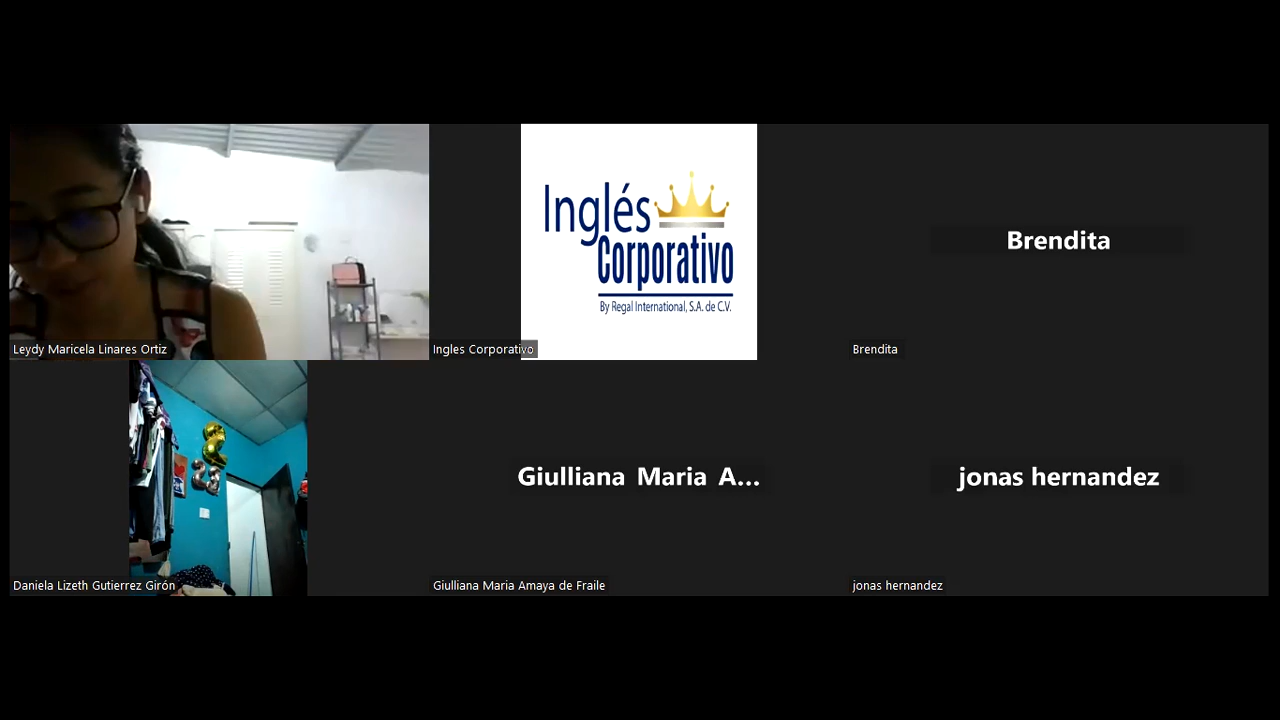 Inglés
Corporativo
By Regal International, S.A. de C.V.
Brendita
Leydy Maricela Linares Ortiz
Ingles Corporativo
Brendita
Giulliana Maria A...
jonas hernandez
Daniela Lizeth Gutierrez Girón
Giulliana Maria Amaya de Fraile
jonas hernandez